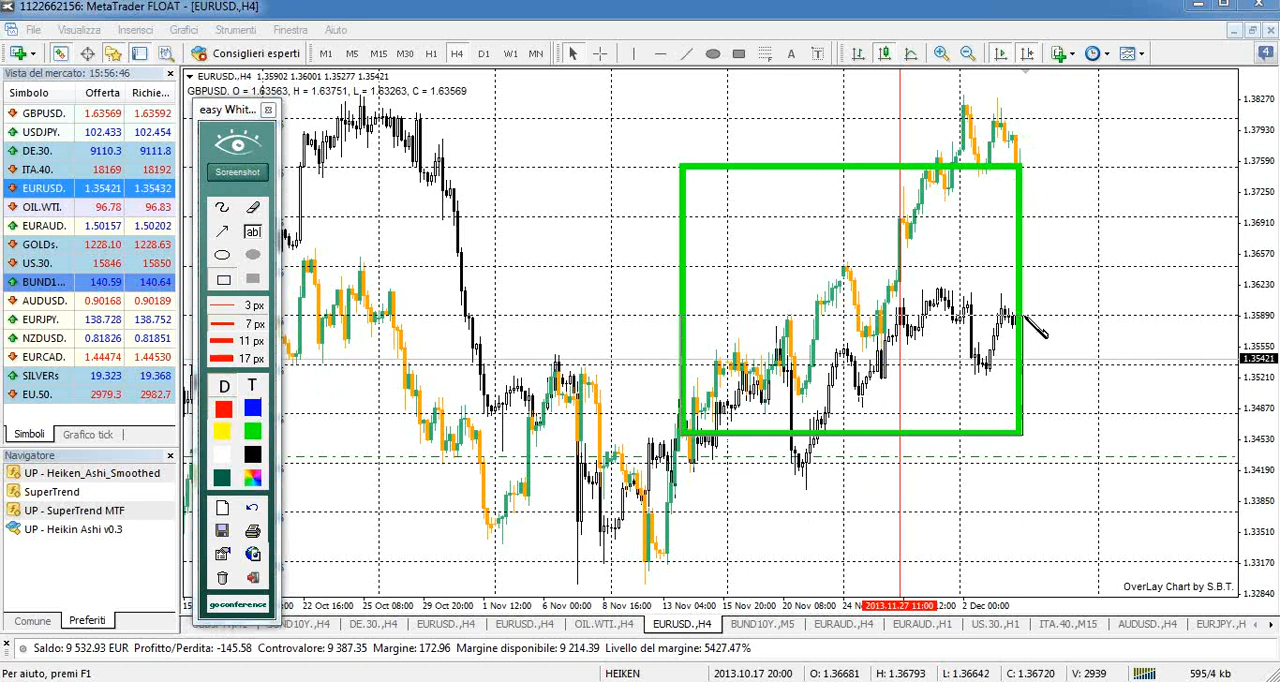 1122662156: MetaTrader FLOAT - [EURUSD.,H4]
File Visualizza Inserisci Grafici Strumenti Finestra Aiuto
Consiglieri esperti M1 M5 M15 M30 H1 H4 D1 W1 MN A T 4
Vista del mercato: 15:56:46
Simbolo Offerta Richie...
GBPUSD. 1.63569 1.63592
USDJPY. 102.433 102.454
DE.30. 9110.3 9111.8
ITA.40. 18169 18192
EURUSD. 1.35421 1.35432
OIL.WTI. 96.78 96.83
EURAUD. 1.50157 1.50202
GOLDs. 1228.10 1228.63
US.30. 15846 15850
BUND1... 140.59 140.64
AUDUSD. 0.90168 0.90189
EURJPY. 138.728 138.752
NZDUSD. 0.81826 0.81851
EURCAD. 1.44474 1.44530
SILVERs 19.323 19.368
EU.50. 2979.3 2982.7
Simboli Grafico tick
Navigatore
UP - Heiken_Ashi_Smoothed
SuperTrend
UP - SuperTrend MTF
UP - Heikin Ashi v0.3
Comune Preferiti
EURUSD.,H4 1.35902 1.36001 1.35277 1.35421
GBPUSD. O = 1.63563, H = 1.63751, L = 1.63263, C = 1.63569
easy Whit...
Screenshot
ab
3 px
7 px
11 px
17 px
D T
goconference
1.38270
1.37930
1.37590
1.37250
1.36910
1.36570
1.36230
1.35890
1.35550
1.35421
1.35210
1.34870
1.34530
1.34190
1.33850
1.33510
1.33170
1.32840
OverLay Chart by S.B.T.
22 Oct 16:00 25 Oct 08:00 29 Oct 20:00 1 Nov 12:00 6 Nov 00:00 8 Nov 16:00 13 Nov 04:00 15 Nov 20:00 20 Nov 08:00 2013.11.27 11:00 2 Dec 00:00
BUND10Y.,H4 DE.30.,H4 EURUSD.,H4 EURUSD.,H4 OIL.WTI.,H4 EURUSD.,H4 BUND10Y.,M5 EURAUD.,H4 EURAUD.,H1 US.30.,H1 ITA.40.,M15 AUDUSD.,H4 EURJPY.,H
Saldo: 9 532.93 EUR Profitto/Perdita: -145.58 Controvalore: 9 387.35 Margine: 172.96 Margine disponibile: 9 214.39 Livello del margine: 5427.47%
Per aiuto, premi F1 HEIKEN 2013.10.17 20:00 O: 1.36681 H: 1.36793 L: 1.36642 C: 1.36720 V: 2939 595/4 kb